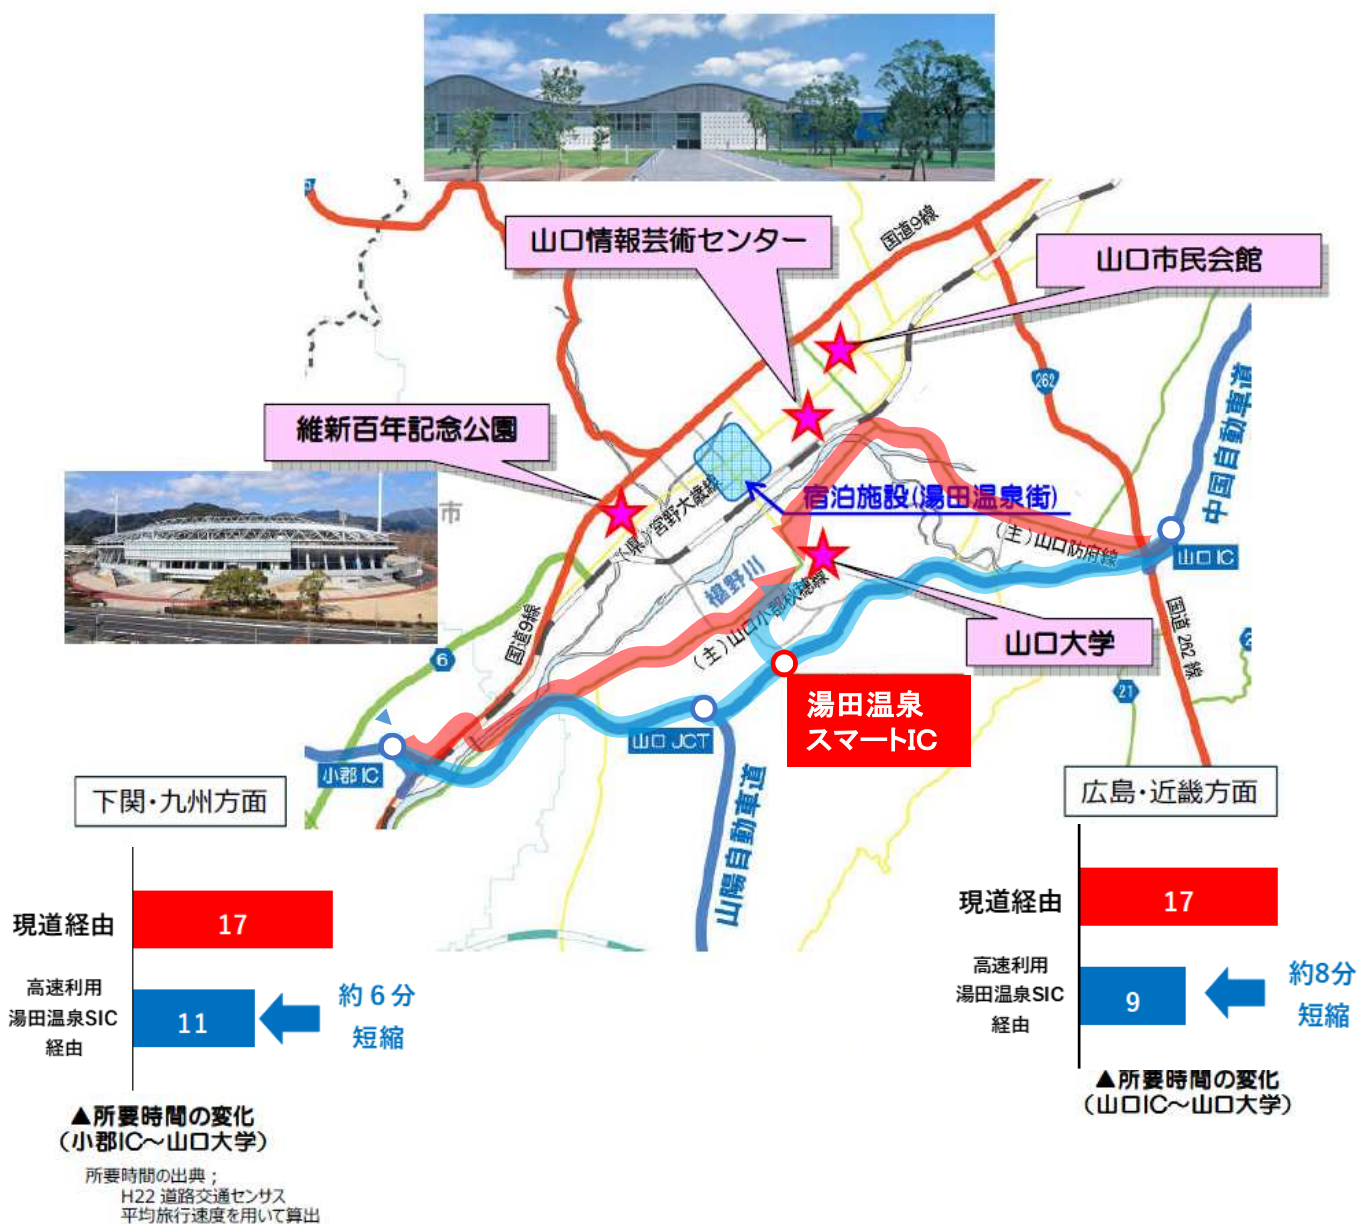 国道9線
山口情報芸術センター
山口市民会館
262
中国自動車道
維新百年記念公園
市
宿泊施設(湯田温泉街)
(県)宮野大歳線
(主)山口防府線
山口IC
椹野川
(主)山口小郡秋穂線
国道9線
国道262線
山口大学
6
21
湯田温泉
スマートIC
山口JCT
小郡IC
山陽自動車道
下関・九州方面
現道経由
17
高速利用
湯田温泉SIC
経由
11
約6分
短縮
▲所要時間の変化
(小郡IC～山口大学)
所要時間の出典;
H22 道路交通センサス
平均旅行速度を用いて算出
広島・近畿方面
現道経由
17
高速利用
湯田温泉SIC
経由
9
約8分
短縮
▲所要時間の変化
(山口IC～山口大学)